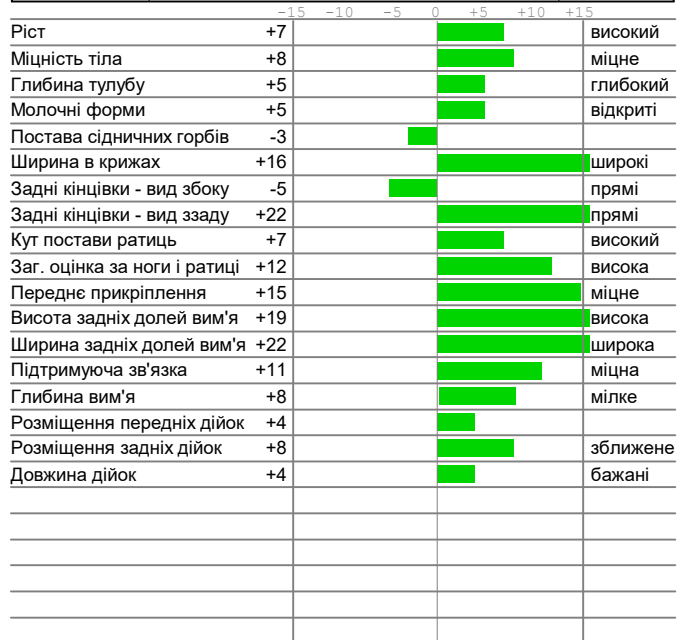 -15 -10 -5 0 +5 +10 +15
Ріст +7 високий
Міцність тіла +8 міцне
Глибина тулубу +5 глибокий
Молочні форми +5 відкриті
Постава сідничних горбів -3
Ширина в крижах +16 широкі
Задні кінцівки - вид збоку -5 прямі
Задні кінцівки - вид ззаду +22 прямі
Кут постави ратиць +7 високий
Заг. оцінка за ноги і ратиці +12 висока
Переднє прикріплення +15 міцне
Висота задніх долей вим'я +19 висока
Ширина задніх долей вим'я +22 широка
Підтримуюча зв'язка +11 міцна
Глибина вим'я +8 мілке
Розміщення передніх дійок +4
Розміщення задніх дійок +8 зближене
Довжина дійок +4 бажані